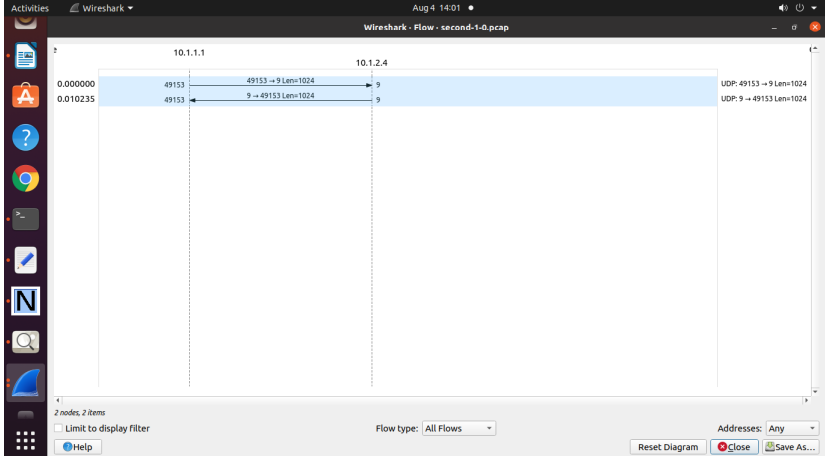 Activities Wireshark Aug 4 14:01
Wireshark · Flow · second-1-0.pcap
10.1.1.1
10.1.2.4
0.000000 49153 49153 → 9 Len=1024 9 UDP: 49153 → 9 Len=1024
0.010235 49153 9 → 49153 Len=1024 9 UDP: 9 → 49153 Len=1024
2 nodes, 2 items
Limit to display filter Flow type: All Flows Addresses: Any
Help Reset Diagram Close Save As...